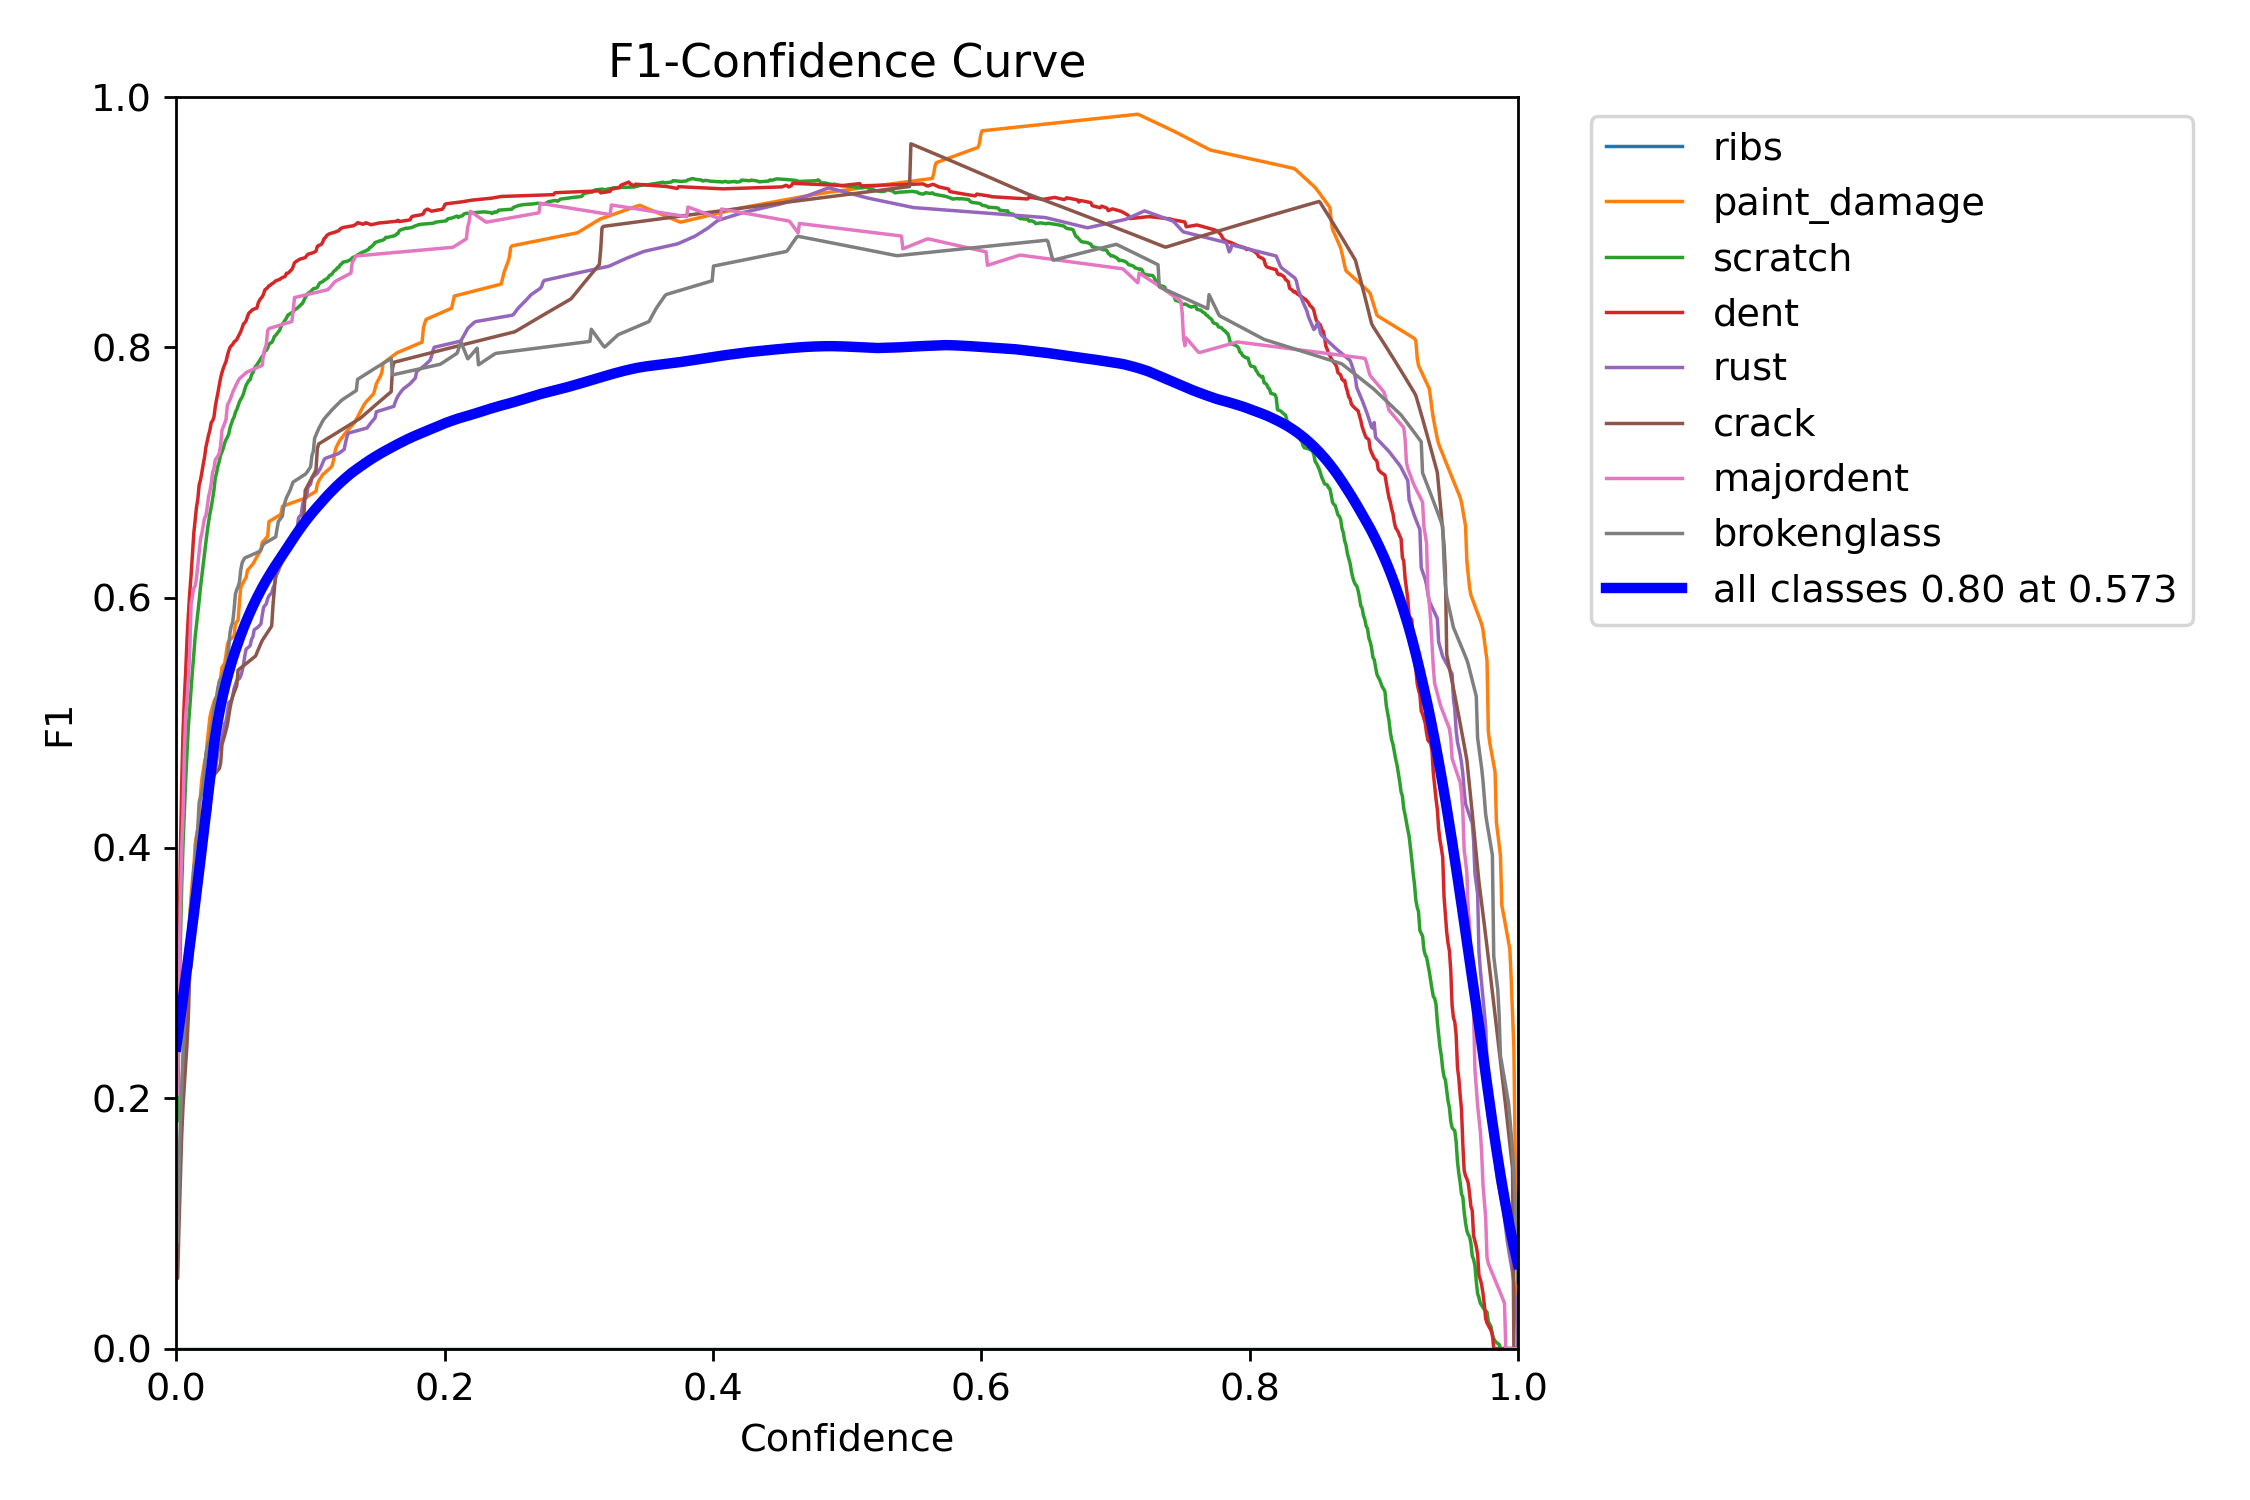 F1-Confidence Curve
1.0
0.8
0.6
0.4
0.2
0.0
F1
0.0 0.2 0.4 0.6 0.8 1.0
Confidence
ribs
paint_damage
scratch
dent
rust
crack
majordent
brokenglass
all classes 0.80 at 0.573